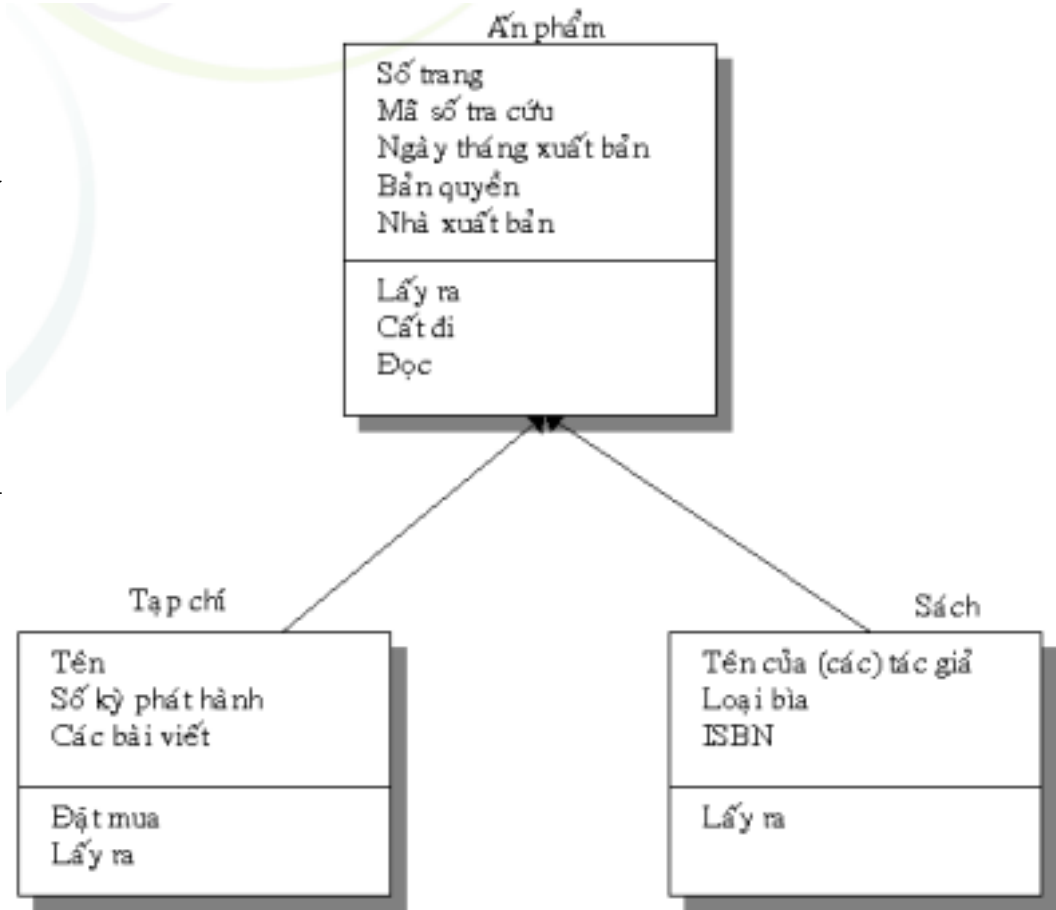 Ấn phẩm
Số trang
Mã số tra cứu
Ngày tháng xuất bản
Bản quyền
Nhà xuất bản
Lấy ra
Cất đi
Đọc
Tạp chí
Tên
Số kỳ phát hành
Các bài viết
Đặt mua
Lấy ra
Sách
Tên của (các) tác giả
Loại bìa
ISBN
Lấy ra